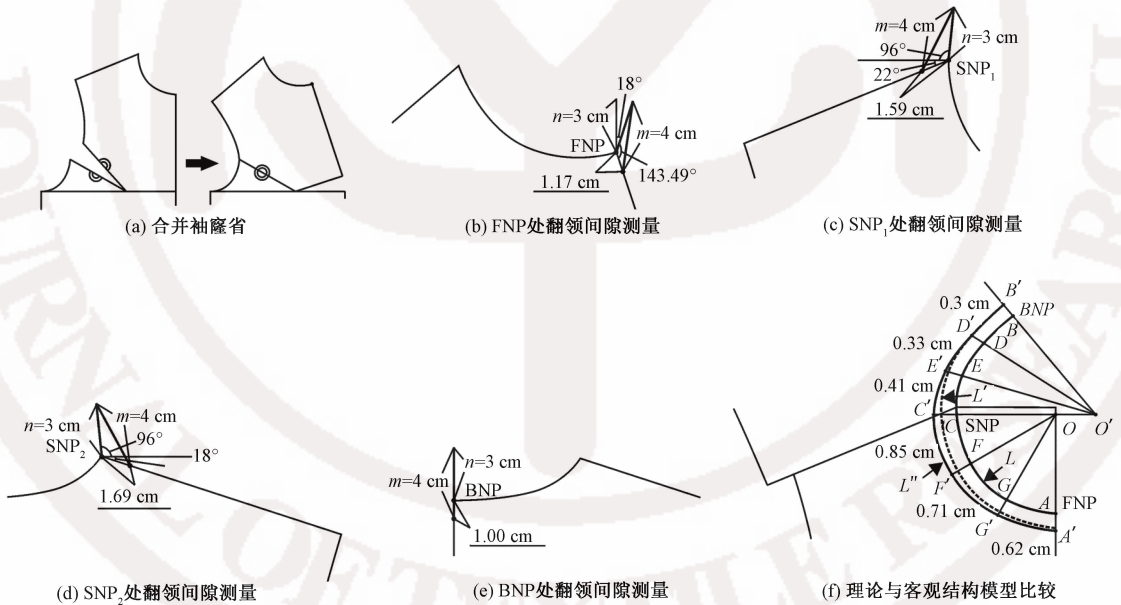 (a) 合并袖窿省
18°
n=3 cm
FNP
m=4 cm
143.49°
1.17 cm
(b) FNP处翻领间隙测量
m=4 cm
n=3 cm
96°
22°
SNP₁
1.59 cm
(c) SNP₁处翻领间隙测量
n=3 cm
m=4 cm
SNP₂
96°
18°
1.69 cm
(d) SNP₂处翻领间隙测量
n=3 cm
m=4 cm
BNP
1.00 cm
(e) BNP处翻领间隙测量
B′
0.3 cm
BNP
D′
B
D
0.33 cm
E′
E
0.41 cm
L′
C′
C
SNP
O
O′
F
0.85 cm
L
L″
F′
G
A
FNP
0.71 cm
G′
A′
0.62 cm
(f) 理论与客观结构模型比较